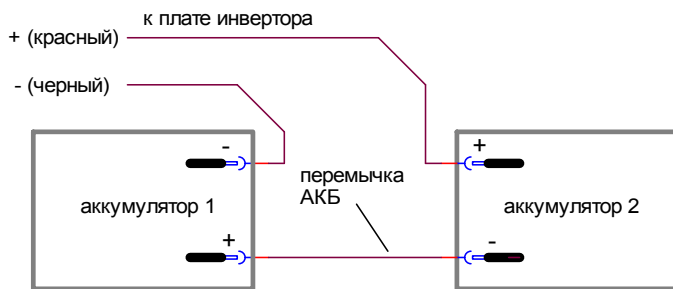 к плате инвертора
+ (красный)
- (черный)
- +
перемычка
АКБ
аккумулятор 1 аккумулятор 2
+ -